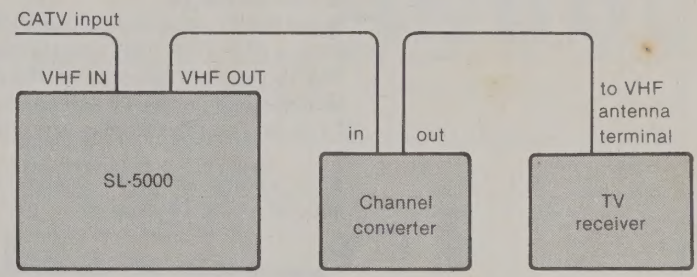 CATV input
VHF IN
VHF OUT
to VHF
antenna
terminal
in
out
SL-5000
Channel
converter
TV
receiver